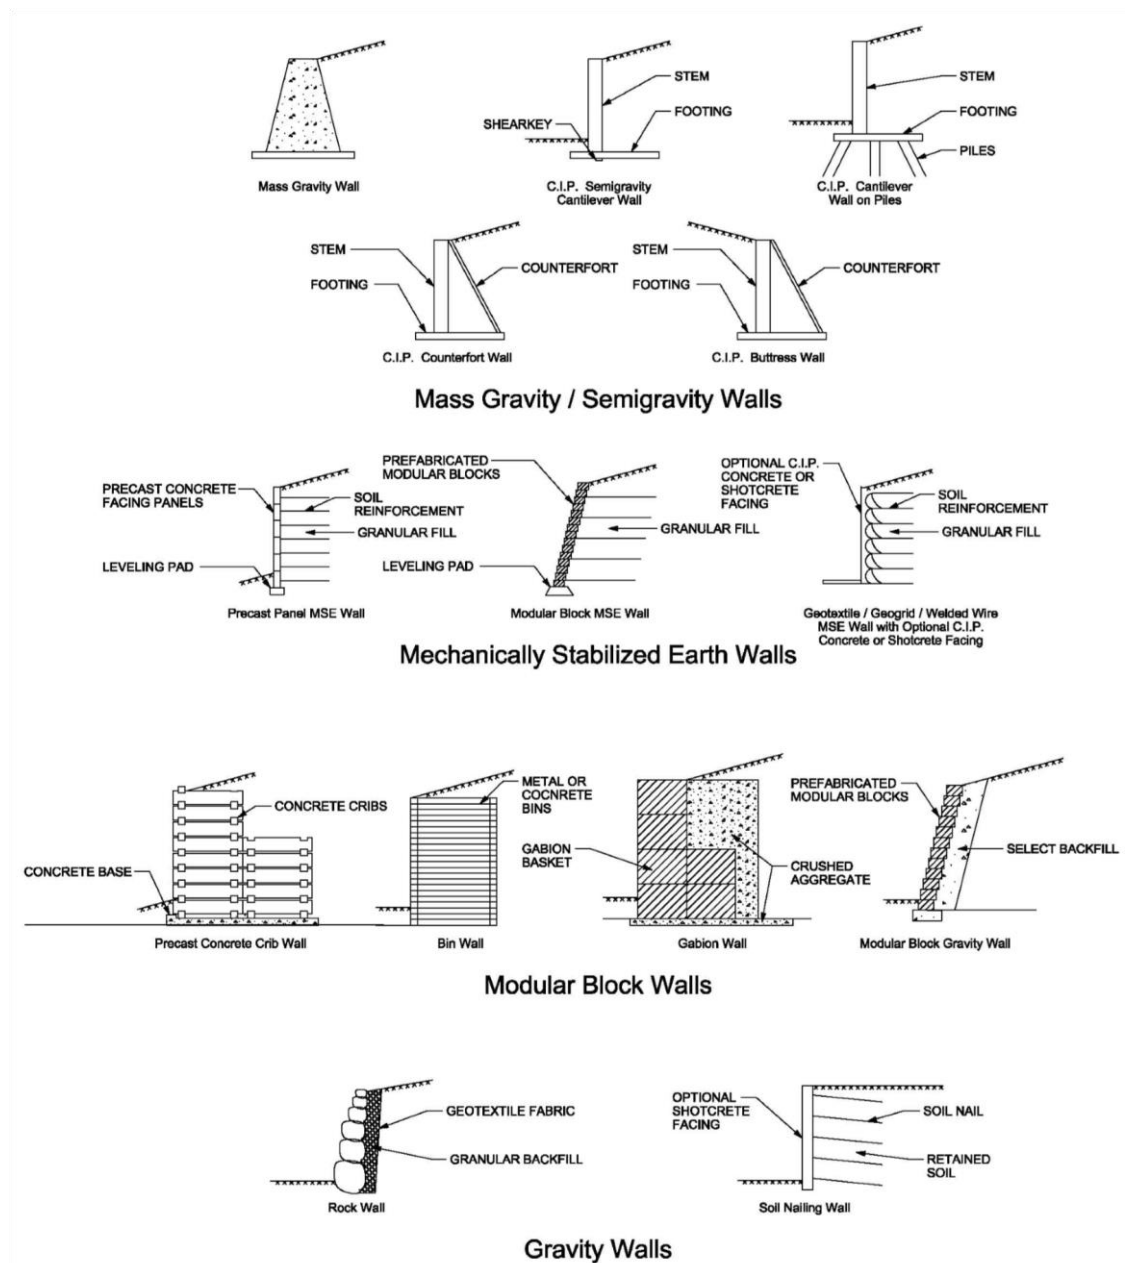 STEM
FOOTING
SHEARKEY
STEM
FOOTING
PILES
Mass Gravity Wall
C.I.P. Semigravity
Cantilever Wall
C.I.P. Cantilever
Wall on Piles
STEM
FOOTING
COUNTERFORT
C.I.P. Counterfort Wall
STEM
FOOTING
COUNTERFORT
C.I.P. Buttress Wall
Mass Gravity / Semigravity Walls
PRECAST CONCRETE
FACING PANELS
SOIL
REINFORCEMENT
GRANULAR FILL
LEVELING PAD
Precast Panel MSE Wall
PREFABRICATED
MODULAR BLOCKS
GRANULAR FILL
LEVELING PAD
Modular Block MSE Wall
OPTIONAL C.I.P.
CONCRETE OR
SHOTCRETE
FACING
SOIL
REINFORCEMENT
GRANULAR FILL
Geotextile / Geogrid / Welded Wire
MSE Wall with Optional C.I.P.
Concrete or Shotcrete Facing
Mechanically Stabilized Earth Walls
CONCRETE CRIBS
CONCRETE BASE
Precast Concrete Crib Wall
METAL OR
COCNRETE
BINS
Bin Wall
GABION
BASKET
CRUSHED
AGGREGATE
Gabion Wall
PREFABRICATED
MODULAR BLOCKS
SELECT BACKFILL
Modular Block Gravity Wall
Modular Block Walls
GEOTEXTILE FABRIC
GRANULAR BACKFILL
Rock Wall
OPTIONAL
SHOTCRETE
FACING
SOIL NAIL
RETAINED
SOIL
Soil Nailing Wall
Gravity Walls